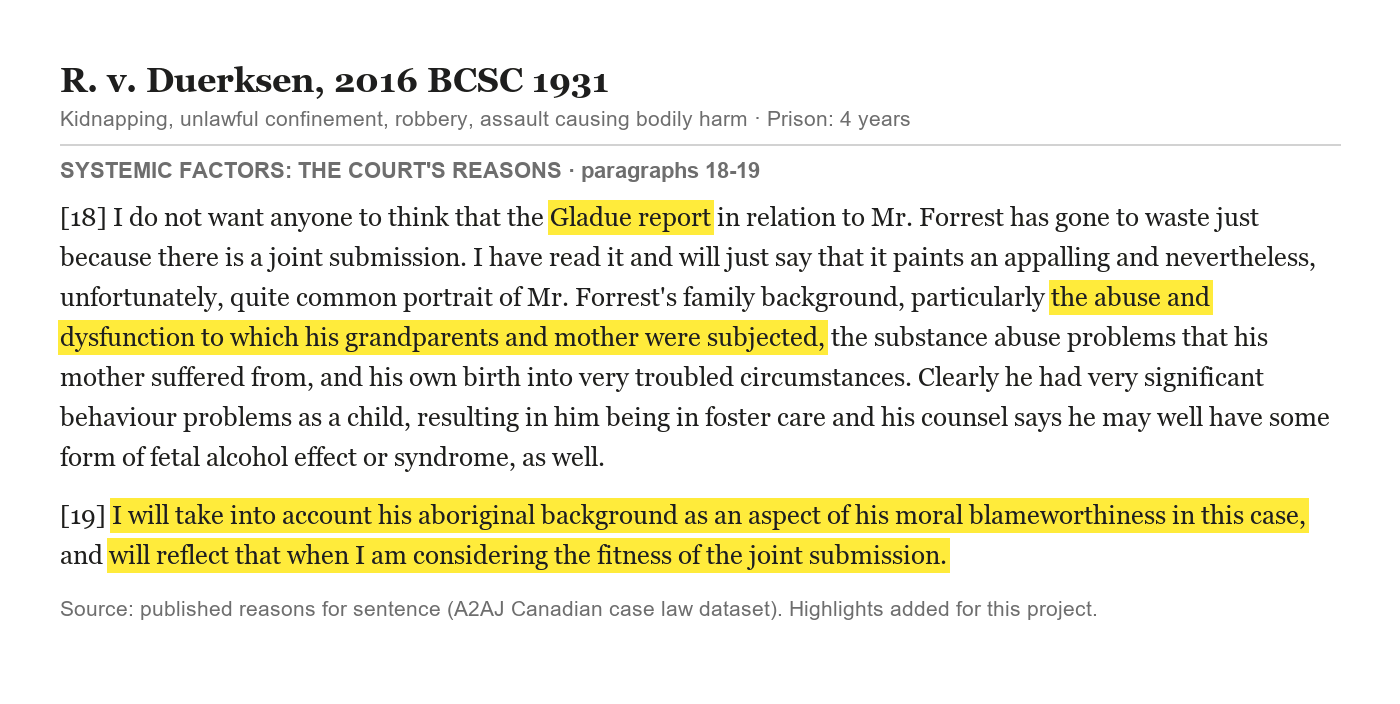 R. v. Duerksen, 2016 BCSC 1931
Kidnapping, unlawful confinement, robbery, assault causing bodily harm · Prison: 4 years
SYSTEMIC FACTORS: THE COURT'S REASONS · paragraphs 18-19
[18] I do not want anyone to think that the Gladue report in relation to Mr. Forrest has gone to waste just
because there is a joint submission. I have read it and will just say that it paints an appalling and nevertheless,
unfortunately, quite common portrait of Mr. Forrest's family background, particularly the abuse and
dysfunction to which his grandparents and mother were subjected, the substance abuse problems that his
mother suffered from, and his own birth into very troubled circumstances. Clearly he had very significant
behaviour problems as a child, resulting in him being in foster care and his counsel says he may well have some
form of fetal alcohol effect or syndrome, as well.
[19] I will take into account his aboriginal background as an aspect of his moral blameworthiness in this case,
and will reflect that when I am considering the fitness of the joint submission.
Source: published reasons for sentence (A2AJ Canadian case law dataset). Highlights added for this project.